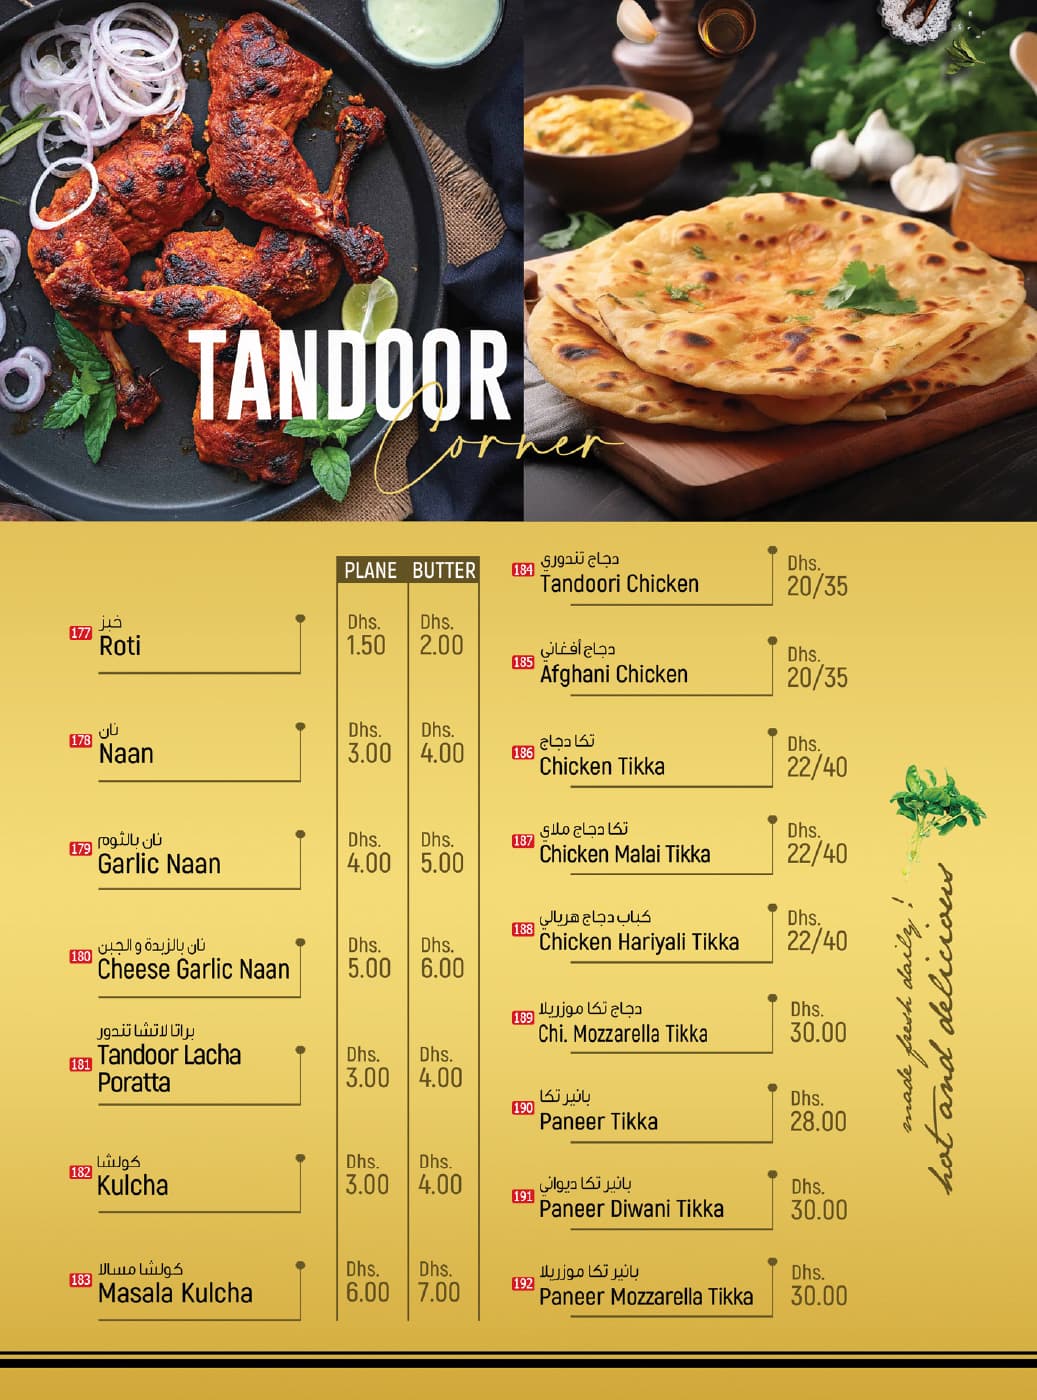 TANDOOR
Corner
PLANE BUTTER
177
خبز
Roti
Dhs.
1.50
Dhs.
2.00
178
نان
Naan
Dhs.
3.00
Dhs.
4.00
179
نان بالثوم
Garlic Naan
Dhs.
4.00
Dhs.
5.00
180
نان بالزبدة و الجبن
Cheese Garlic Naan
Dhs.
5.00
Dhs.
6.00
181
براتا لاتشا تندور
Tandoor Lacha
Poratta
Dhs.
3.00
Dhs.
4.00
182
كولشا
Kulcha
Dhs.
3.00
Dhs.
4.00
183
كولشا مسالا
Masala Kulcha
Dhs.
6.00
Dhs.
7.00
184
دجاج تندوري
Tandoori Chicken
Dhs.
20/35
185
دجاج أفغاني
Afghani Chicken
Dhs.
20/35
186
تكا دجاج
Chicken Tikka
Dhs.
22/40
187
تكا دجاج ملاي
Chicken Malai Tikka
Dhs.
22/40
188
كباب دجاج هريالي
Chicken Hariyali Tikka
Dhs.
22/40
189
دجاج تكا موزريلا
Chi. Mozzarella Tikka
Dhs.
30.00
190
بانير تكا
Paneer Tikka
Dhs.
28.00
191
بانير تكا ديواني
Paneer Diwani Tikka
Dhs.
30.00
192
بانير تكا موزريلا
Paneer Mozzarella Tikka
Dhs.
30.00
made fresh daily !
hot and delicious